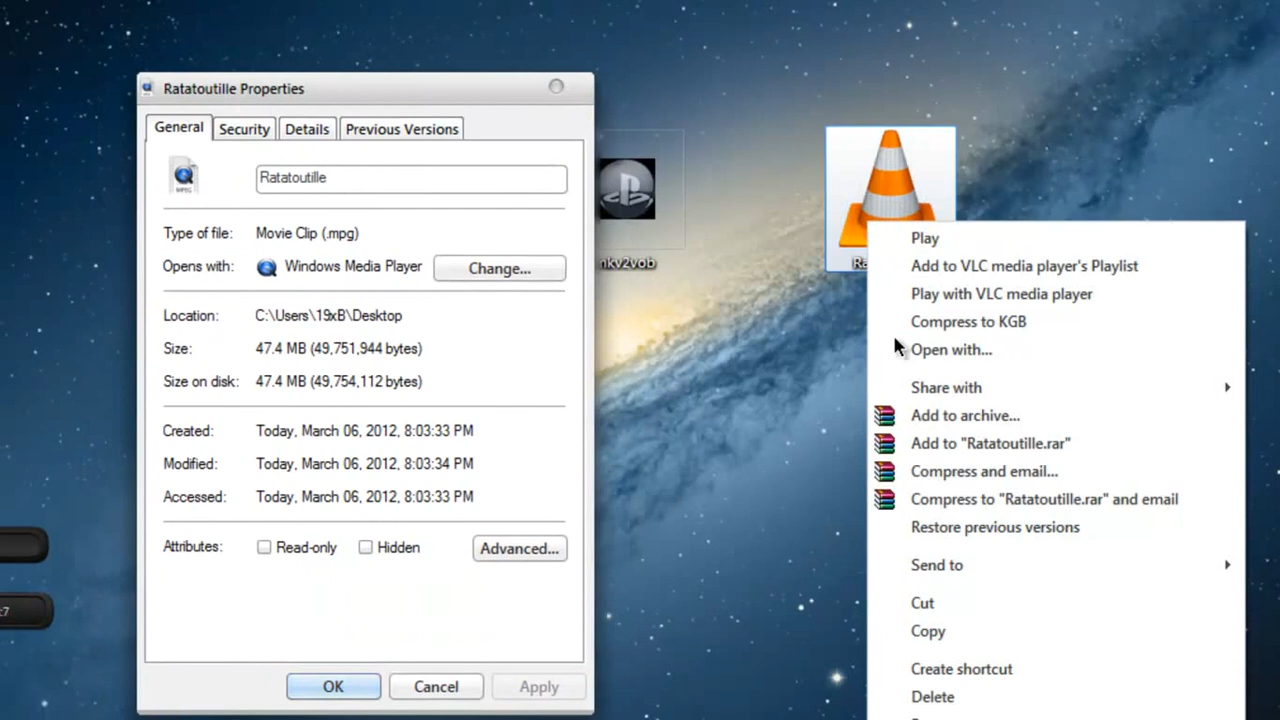 Ratatoutille Properties
General Security Details Previous Versions
MPEG
Ratatoutille
Type of file: Movie Clip (.mpg)
Opens with: Windows Media Player Change...
Location: C:\Users\19xB\Desktop
Size: 47.4 MB (49,751,944 bytes)
Size on disk: 47.4 MB (49,754,112 bytes)
Created: Today, March 06, 2012, 8:03:33 PM
Modified: Today, March 06, 2012, 8:03:34 PM
Accessed: Today, March 06, 2012, 8:03:33 PM
Attributes: Read-only Hidden Advanced...
OK Cancel Apply
mkv2vob
Play
Add to VLC media player's Playlist
Play with VLC media player
Compress to KGB
Open with...
Share with
Add to archive...
Add to "Ratatoutille.rar"
Compress and email...
Compress to "Ratatoutille.rar" and email
Restore previous versions
Send to
Cut
Copy
Create shortcut
Delete